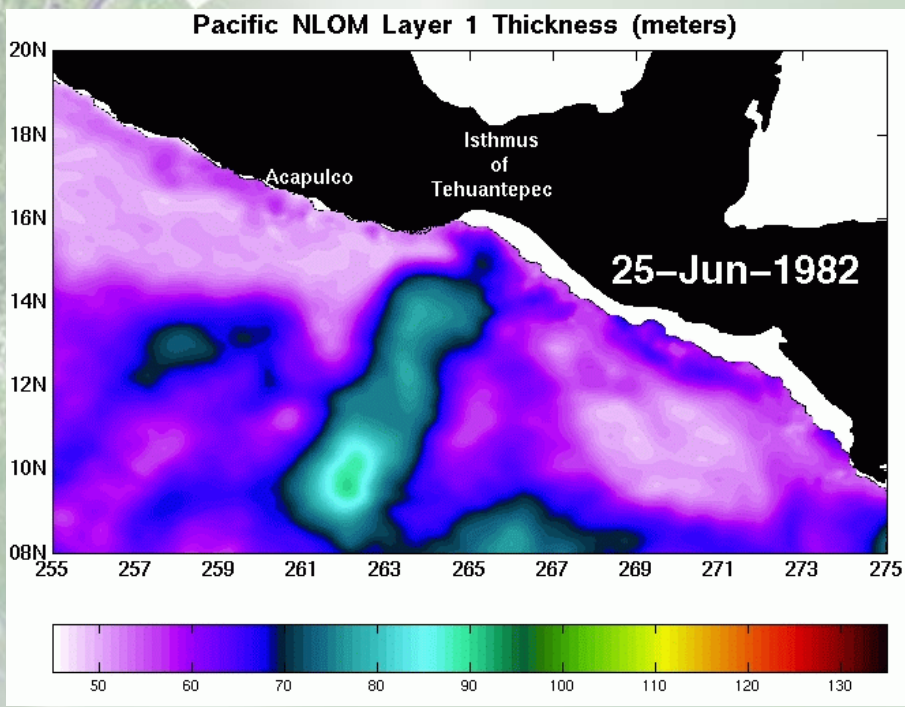 Pacific NLOM Layer 1 Thickness (meters)
20N
18N
16N
14N
12N
10N
08N
Isthmus
of
Tehuantepec
Acapulco
25-Jun-1982
255 257 259 261 263 265 267 269 271 273 275
50 60 70 80 90 100 110 120 130